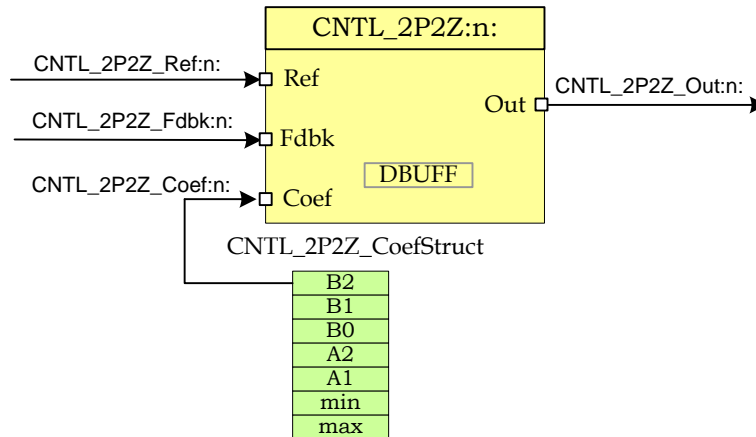 CNTL_2P2Z:n:
CNTL_2P2Z_Ref:n:
Ref
CNTL_2P2Z_Out:n:
Out
CNTL_2P2Z_Fdbk:n:
Fdbk
DBUFF
CNTL_2P2Z_Coef:n:
Coef
CNTL_2P2Z_CoefStruct
B2
B1
B0
A2
A1
min
max